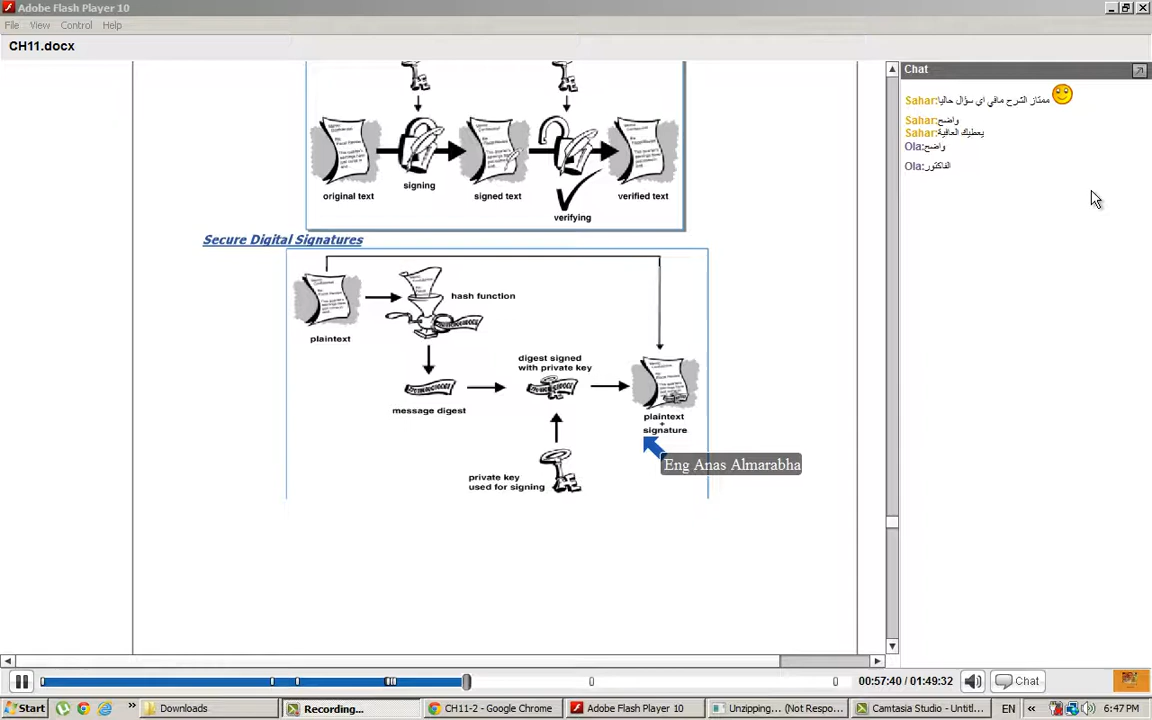 Adobe Flash Player 10
File View Control Help
CH11.docx
original text
signing
signed text
verifying
verified text
Secure Digital Signatures
plaintext
hash function
message digest
digest signed
with private key
plaintext
+
signature
private key
used for signing
Eng Anas Almarabha
Chat
Sahar:ممتاز الشرح مافي اي سؤال حاليا
Sahar:واضح
Sahar:يعطيك العافية
Ola:واضح
Ola:الفاكتور
00:57:40 / 01:49:32
Chat
Start
Downloads
Recording...
CH11-2 - Google Chrome
Adobe Flash Player 10
Unzipping... (Not Respo...
Camtasia Studio - Untitl...
EN
6:47 PM